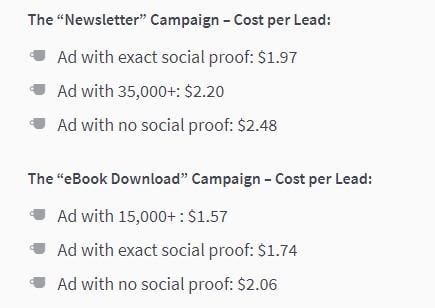 The “Newsletter” Campaign – Cost per Lead:
Ad with exact social proof: $1.97
Ad with 35,000+: $2.20
Ad with no social proof: $2.48
The “eBook Download” Campaign – Cost per Lead:
Ad with 15,000+ : $1.57
Ad with exact social proof: $1.74
Ad with no social proof: $2.06